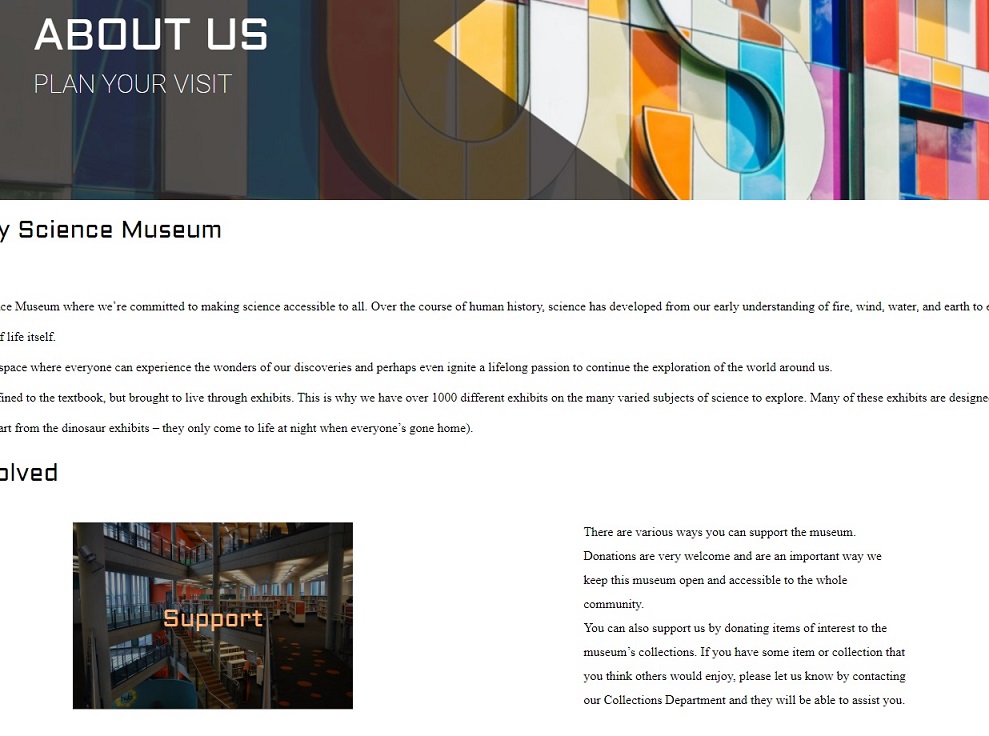 ABOUT US
PLAN YOUR VISIT
y Science Museum
ce Museum where we're committed to making science accessible to all. Over the course of human history, science has developed from our early understanding of fire, wind, water, and earth to e
f life itself.
space where everyone can experience the wonders of our discoveries and perhaps even ignite a lifelong passion to continue the exploration of the world around us.
fined to the textbook, but brought to live through exhibits. This is why we have over 1000 different exhibits on the many varied subjects of science to explore. Many of these exhibits are designe
art from the dinosaur exhibits – they only come to life at night when everyone's gone home).
olved
Support
There are various ways you can support the museum.
Donations are very welcome and are an important way we
keep this museum open and accessible to the whole
community.
You can also support us by donating items of interest to the
museum's collections. If you have some item or collection that
you think others would enjoy, please let us know by contacting
our Collections Department and they will be able to assist you.